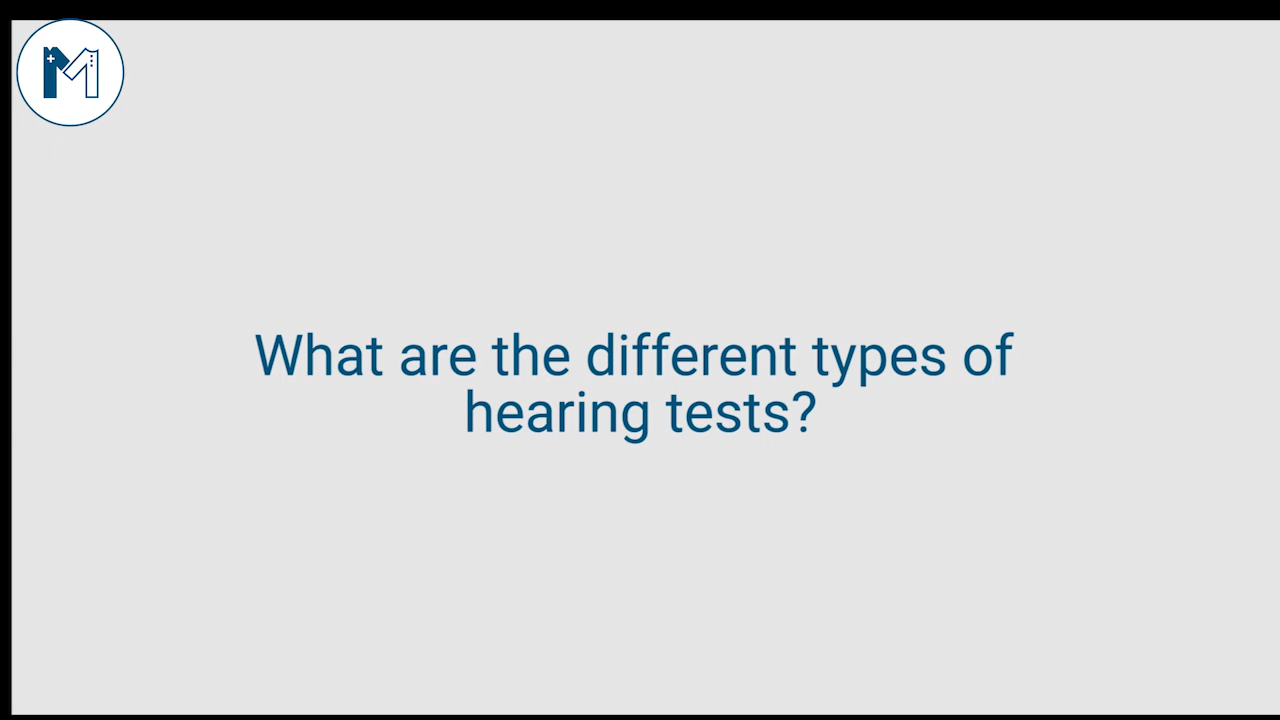 M
What are the different types of
hearing tests?